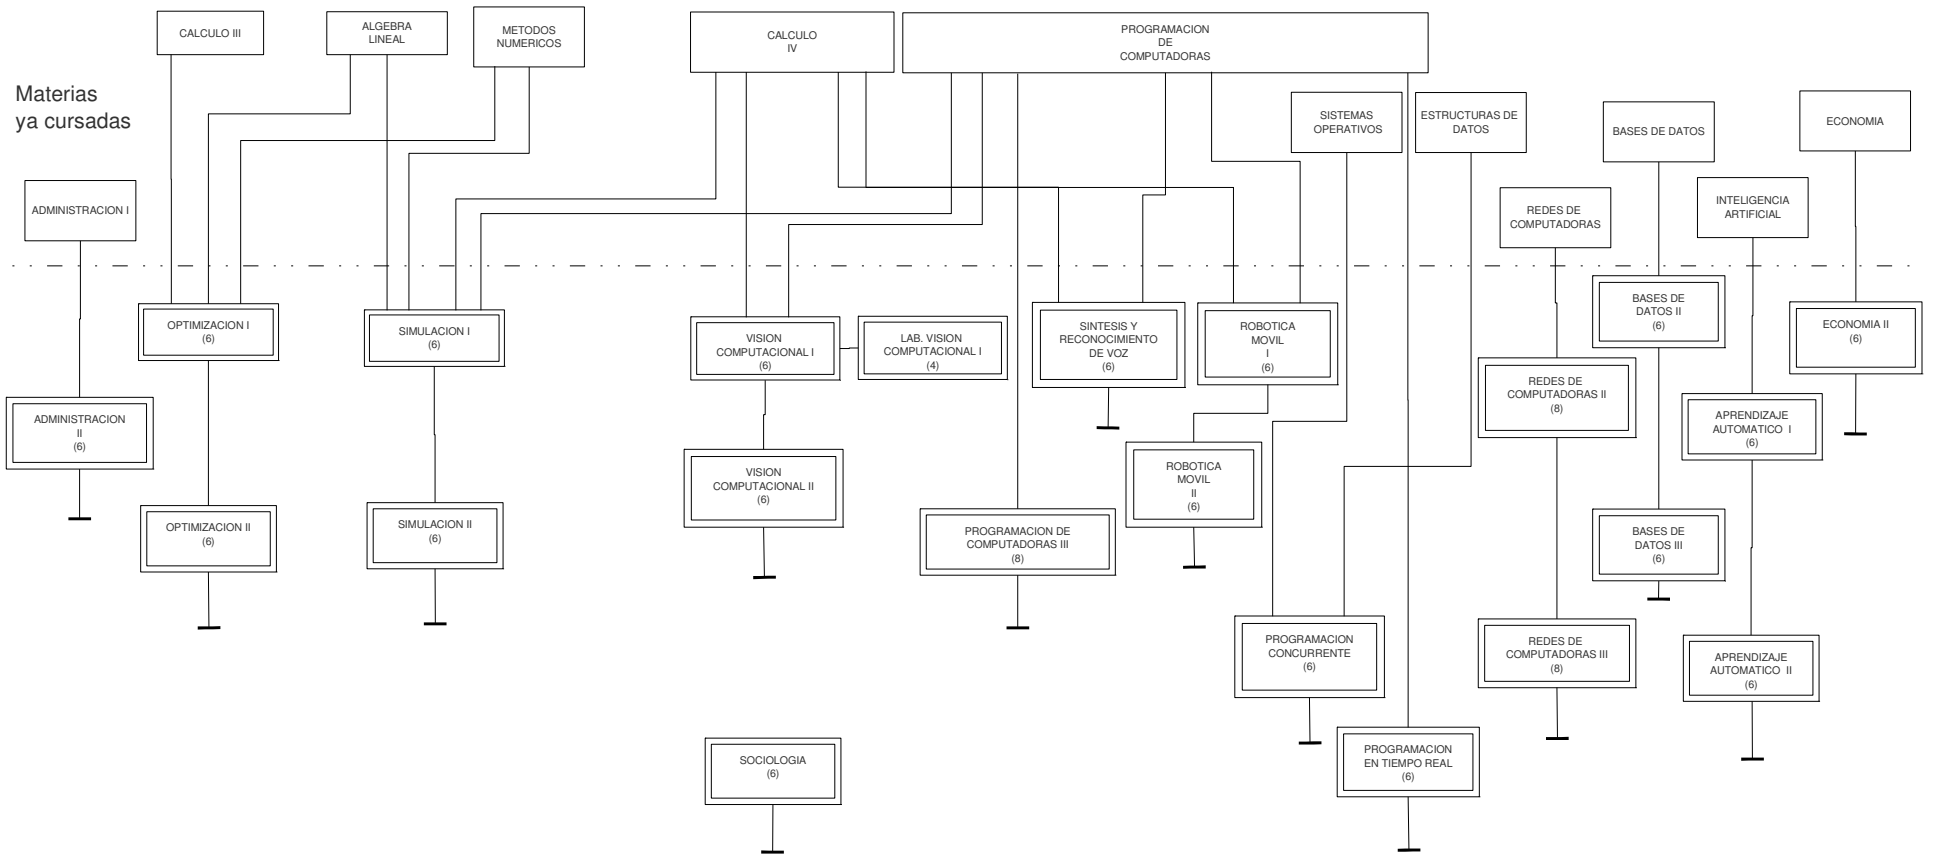 CALCULO III
ALGEBRA
LINEAL
METODOS
NUMERICOS
CALCULO
IV
PROGRAMACION
DE
COMPUTADORAS
Materias
ya cursadas
SISTEMAS
OPERATIVOS
ESTRUCTURAS DE
DATOS
BASES DE DATOS
ECONOMIA
ADMINISTRACION I
REDES DE
COMPUTADORAS
INTELIGENCIA
ARTIFICIAL
OPTIMIZACION I
(6)
SIMULACION I
(6)
VISION
COMPUTACIONAL I
(6)
LAB. VISION
COMPUTACIONAL I
(4)
SINTESIS Y
RECONOCIMIENTO
DE VOZ
(6)
ROBOTICA
MOVIL
I
(6)
BASES DE
DATOS II
(6)
ECONOMIA II
(6)
REDES DE
COMPUTADORAS II
(8)
ADMINISTRACION
II
(6)
APRENDIZAJE
AUTOMATICO I
(6)
VISION
COMPUTACIONAL II
(6)
ROBOTICA
MOVIL
II
(6)
OPTIMIZACION II
(6)
SIMULACION II
(6)
PROGRAMACION DE
COMPUTADORAS III
(8)
BASES DE
DATOS III
(6)
PROGRAMACION
CONCURRENTE
(6)
REDES DE
COMPUTADORAS III
(8)
APRENDIZAJE
AUTOMATICO II
(6)
SOCIOLOGIA
(6)
PROGRAMACION
EN TIEMPO REAL
(6)